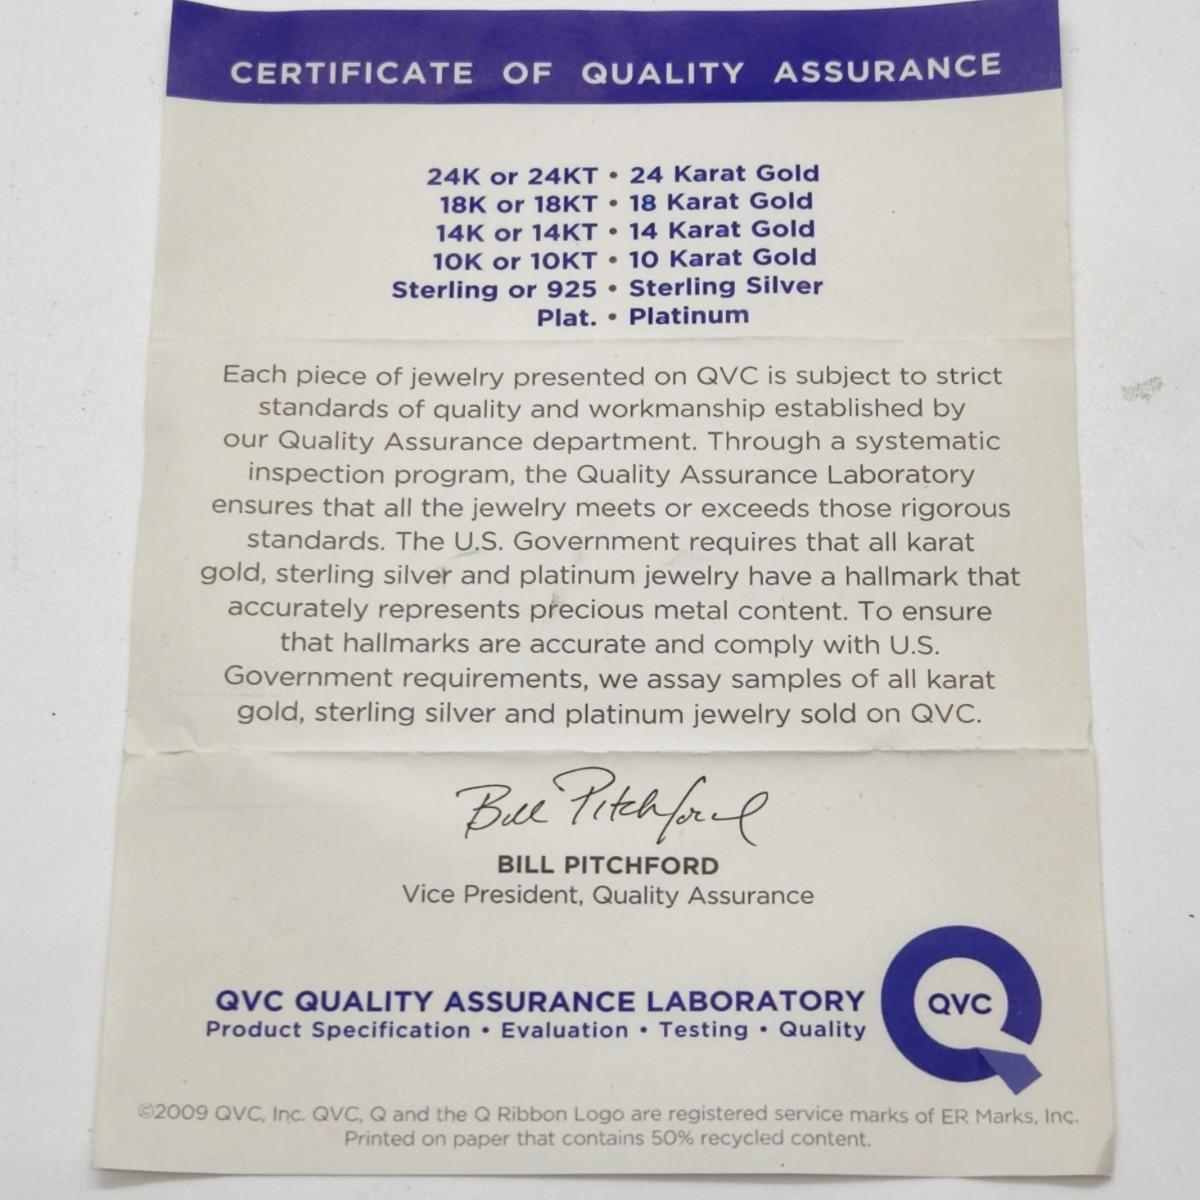 CERTIFICATE OF QUALITY ASSURANCE
24K or 24KT • 24 Karat Gold
18K or 18KT • 18 Karat Gold
14K or 14KT • 14 Karat Gold
10K or 10KT • 10 Karat Gold
Sterling or 925 • Sterling Silver
Plat. • Platinum
Each piece of jewelry presented on QVC is subject to strict
standards of quality and workmanship established by
our Quality Assurance department. Through a systematic
inspection program, the Quality Assurance Laboratory
ensures that all the jewelry meets or exceeds those rigorous
standards. The U.S. Government requires that all karat
gold, sterling silver and platinum jewelry have a hallmark that
accurately represents precious metal content. To ensure
that hallmarks are accurate and comply with U.S.
Government requirements, we assay samples of all karat
gold, sterling silver and platinum jewelry sold on QVC.
Bill Pitchford
BILL PITCHFORD
Vice President, Quality Assurance
QVC QUALITY ASSURANCE LABORATORY
Product Specification • Evaluation • Testing • Quality
QVC
©2009 QVC, Inc. QVC, Q and the Q Ribbon Logo are registered service marks of ER Marks, Inc.
Printed on paper that contains 50% recycled content.